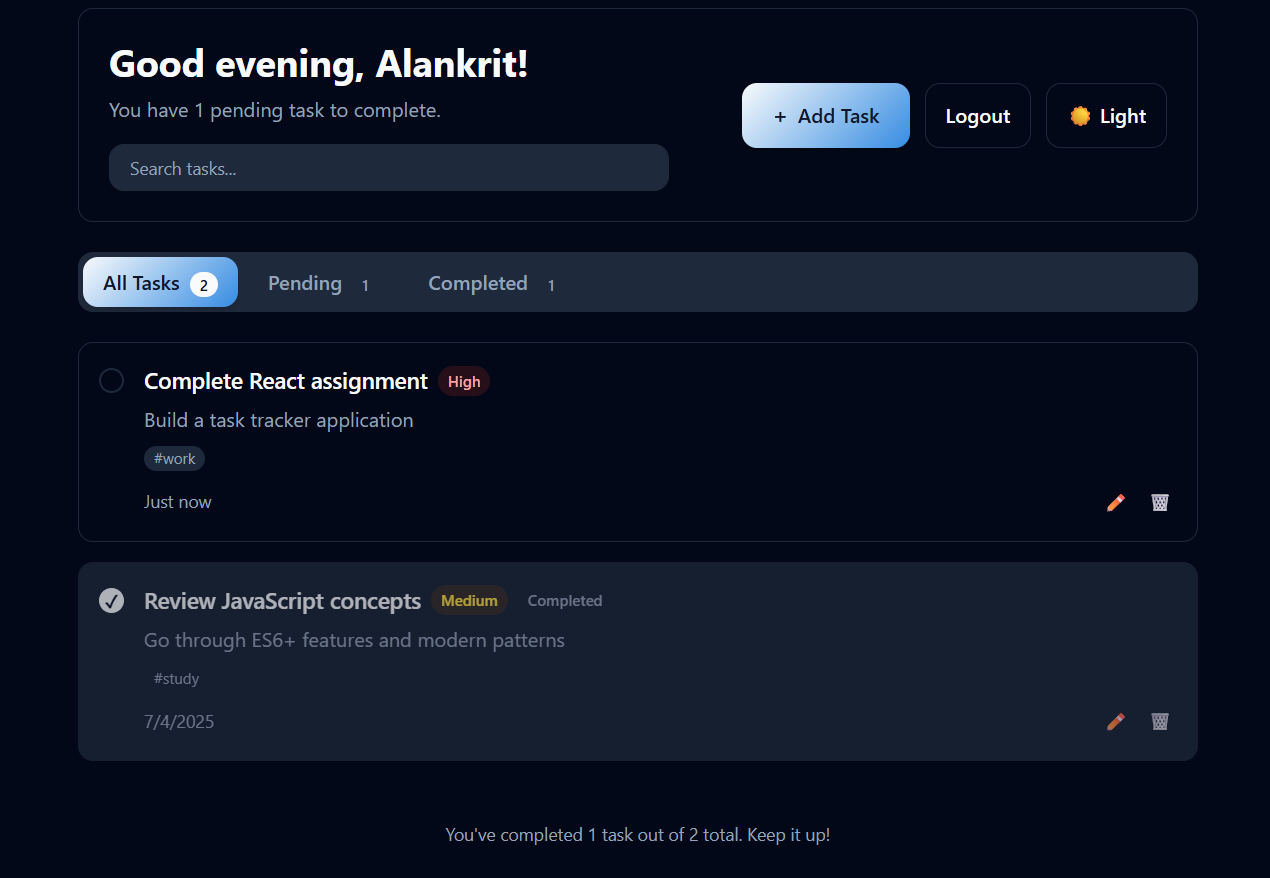 Good evening, Alankrit!
You have 1 pending task to complete.
+ Add Task
Logout
Light
Search tasks...
All Tasks 2
Pending 1
Completed 1
Complete React assignment High
Build a task tracker application
#work
Just now
Review JavaScript concepts Medium Completed
Go through ES6+ features and modern patterns
#study
7/4/2025
You've completed 1 task out of 2 total. Keep it up!